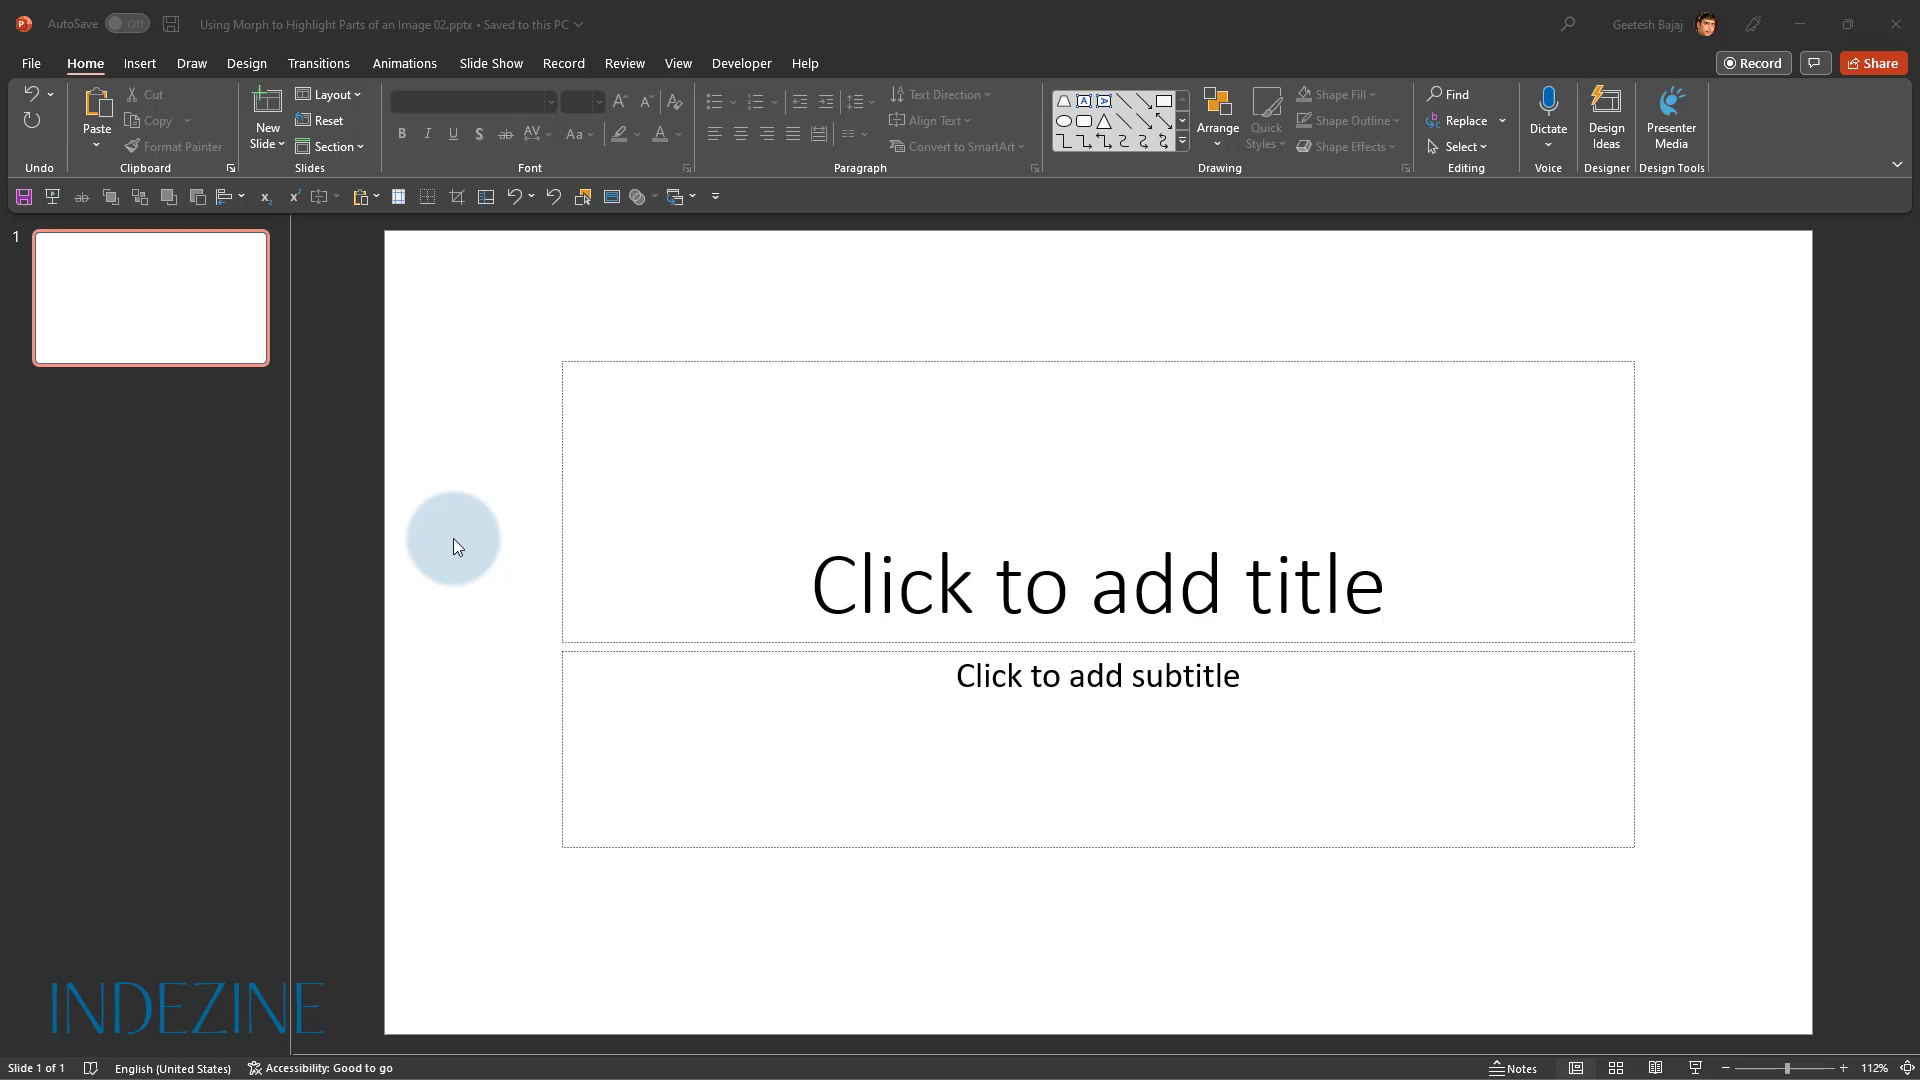 AutoSave Off Using Morph to Highlight Parts of an Image 02.pptx • Saved to this PC Geetesh Bajaj
File Home Insert Draw Design Transitions Animations Slide Show Record Review View Developer Help Record Share
Undo
Paste
Cut
Copy
Format Painter
Clipboard
New
Slide
Layout
Reset
Section
Slides
Font
Text Direction
Align Text
Convert to SmartArt
Paragraph
Arrange
Quick
Styles
Shape Fill
Shape Outline
Shape Effects
Drawing
Find
Replace
Select
Editing
Dictate
Voice
Design
Ideas
Designer
Presenter
Media
Design Tools
1
Click to add title
Click to add subtitle
INDEZINE
Slide 1 of 1 English (United States) Accessibility: Good to go Notes 112%